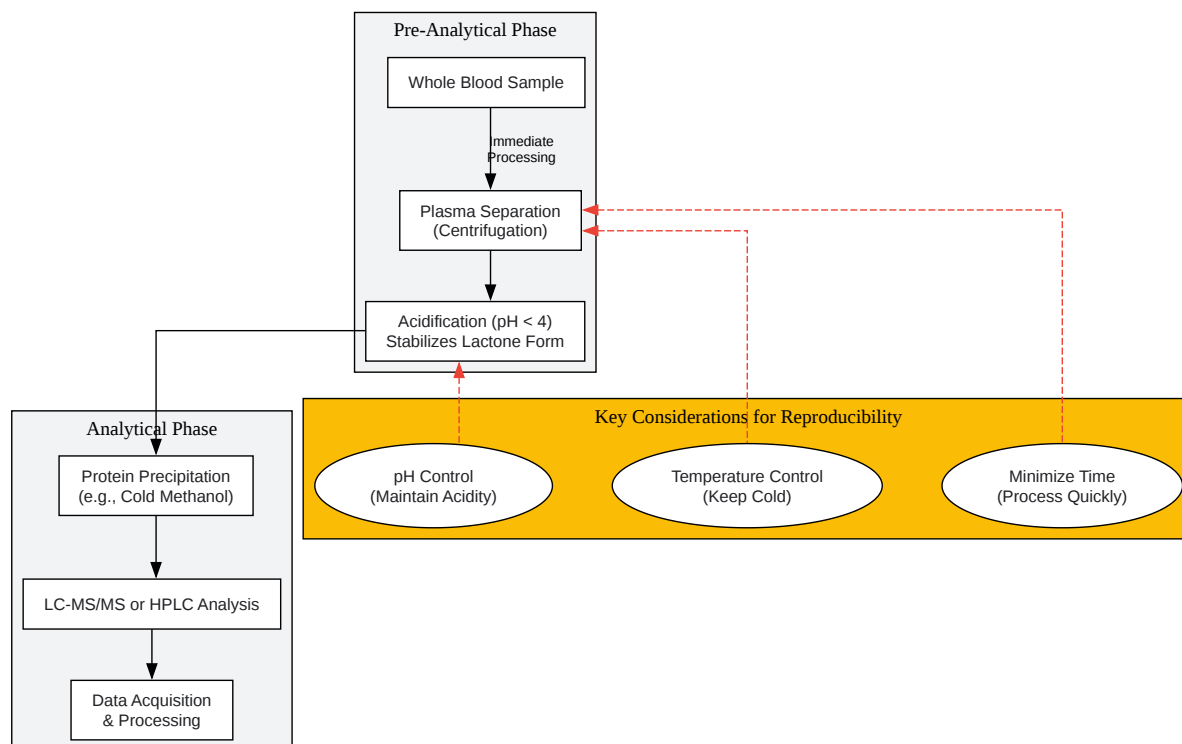 Pre-Analytical Phase
Whole Blood Sample
Immediate
Processing
Plasma Separation
(Centrifugation)
Acidification (pH < 4)
Stabilizes Lactone Form
Analytical Phase
Protein Precipitation
(e.g., Cold Methanol)
LC-MS/MS or HPLC Analysis
Data Acquisition
& Processing
Key Considerations for Reproducibility
pH Control
(Maintain Acidity)
Temperature Control
(Keep Cold)
Minimize Time
(Process Quickly)